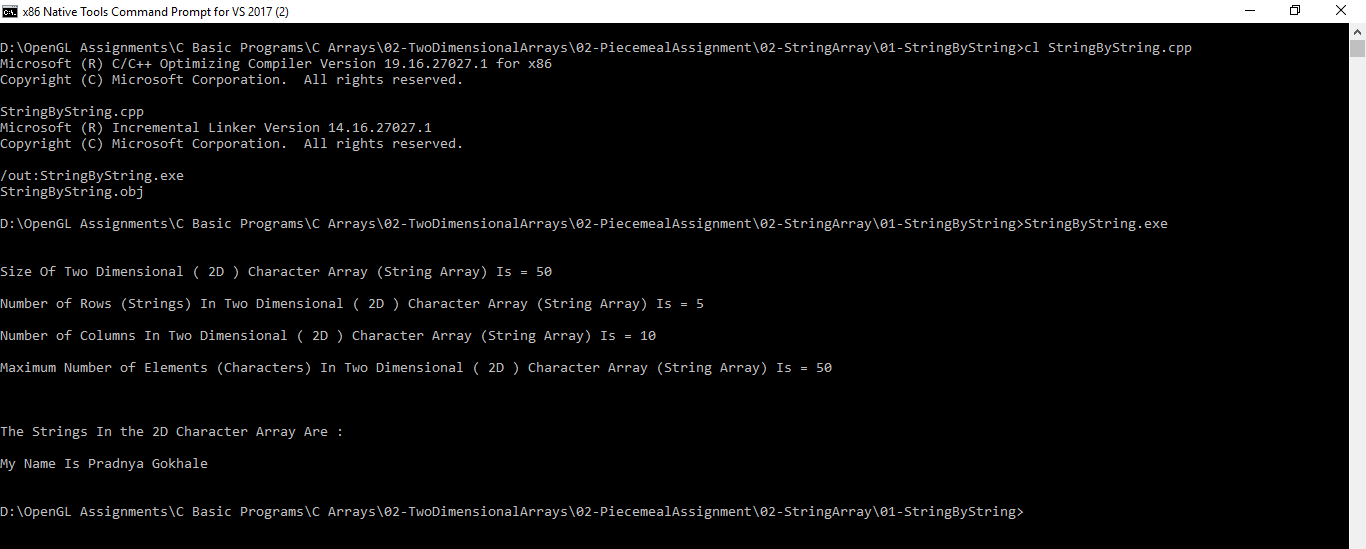 x86 Native Tools Command Prompt for VS 2017 (2)
D:\OpenGL Assignments\C Basic Programs\C Arrays\02-TwoDimensionalArrays\02-PiecemealAssignment\02-StringArray\01-StringByString>cl StringByString.cpp
Microsoft (R) C/C++ Optimizing Compiler Version 19.16.27027.1 for x86
Copyright (C) Microsoft Corporation.  All rights reserved.
StringByString.cpp
Microsoft (R) Incremental Linker Version 14.16.27027.1
Copyright (C) Microsoft Corporation.  All rights reserved.
/out:StringByString.exe
StringByString.obj
D:\OpenGL Assignments\C Basic Programs\C Arrays\02-TwoDimensionalArrays\02-PiecemealAssignment\02-StringArray\01-StringByString>StringByString.exe
Size Of Two Dimensional ( 2D ) Character Array (String Array) Is = 50
Number of Rows (Strings) In Two Dimensional ( 2D ) Character Array (String Array) Is = 5
Number of Columns In Two Dimensional ( 2D ) Character Array (String Array) Is = 10
Maximum Number of Elements (Characters) In Two Dimensional ( 2D ) Character Array (String Array) Is = 50
The Strings In the 2D Character Array Are :
My Name Is Pradnya Gokhale
D:\OpenGL Assignments\C Basic Programs\C Arrays\02-TwoDimensionalArrays\02-PiecemealAssignment\02-StringArray\01-StringByString>